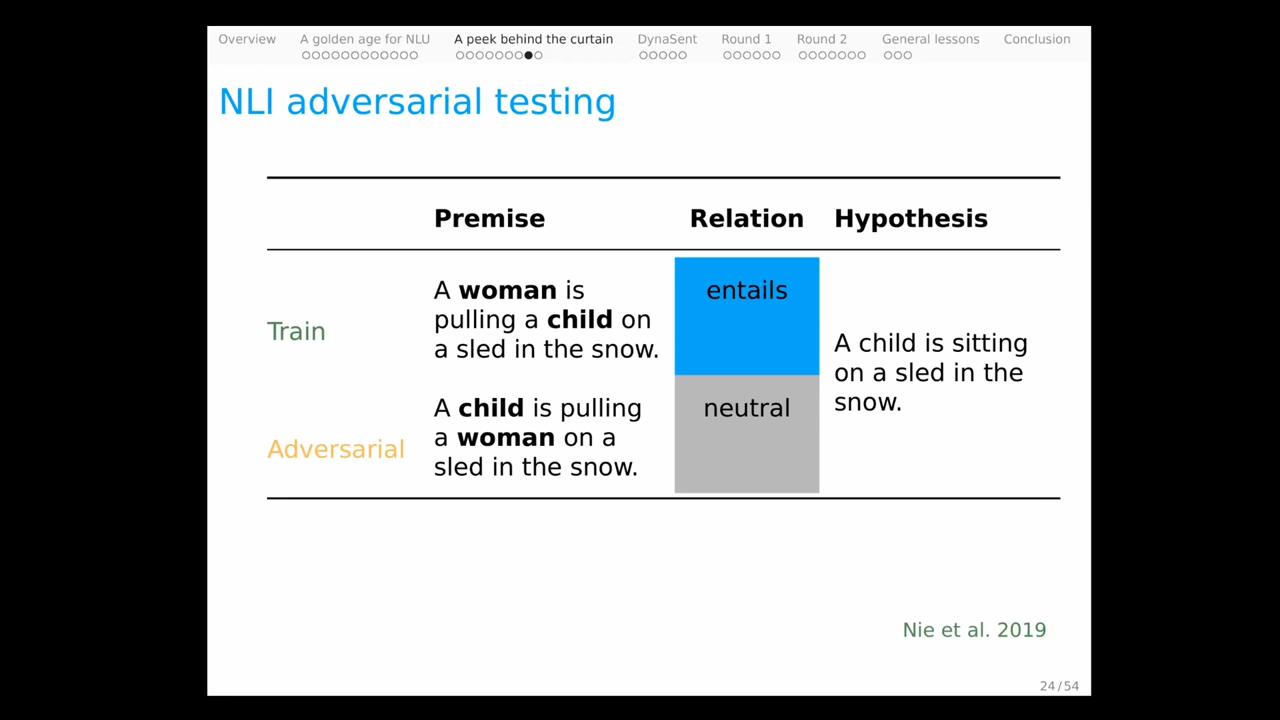 Overview A golden age for NLU A peek behind the curtain DynaSent Round 1 Round 2 General lessons Conclusion
NLI adversarial testing
Premise Relation Hypothesis
Train
A woman is
pulling a child on
a sled in the snow.
entails
A child is sitting
on a sled in the
snow.
Adversarial
A child is pulling
a woman on a
sled in the snow.
neutral
Nie et al. 2019
24/54